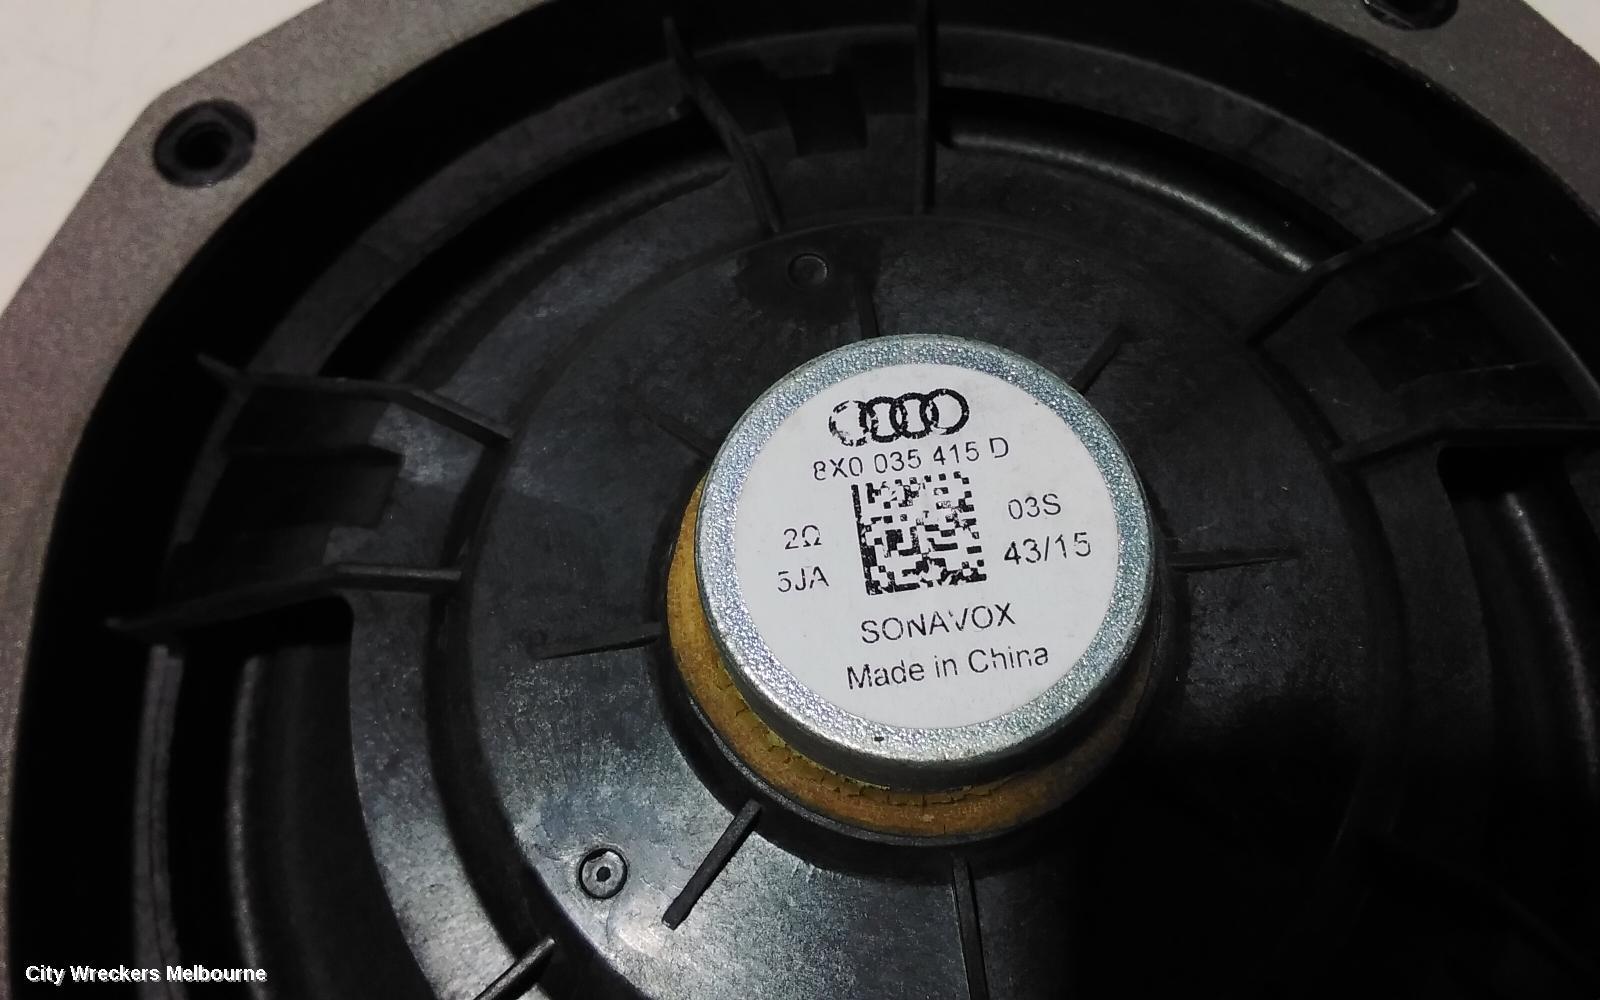 8X0 035 415 D
2Ω
03S
5JA
43/15
SONAVOX
Made in China
City Wreckers Melbourne